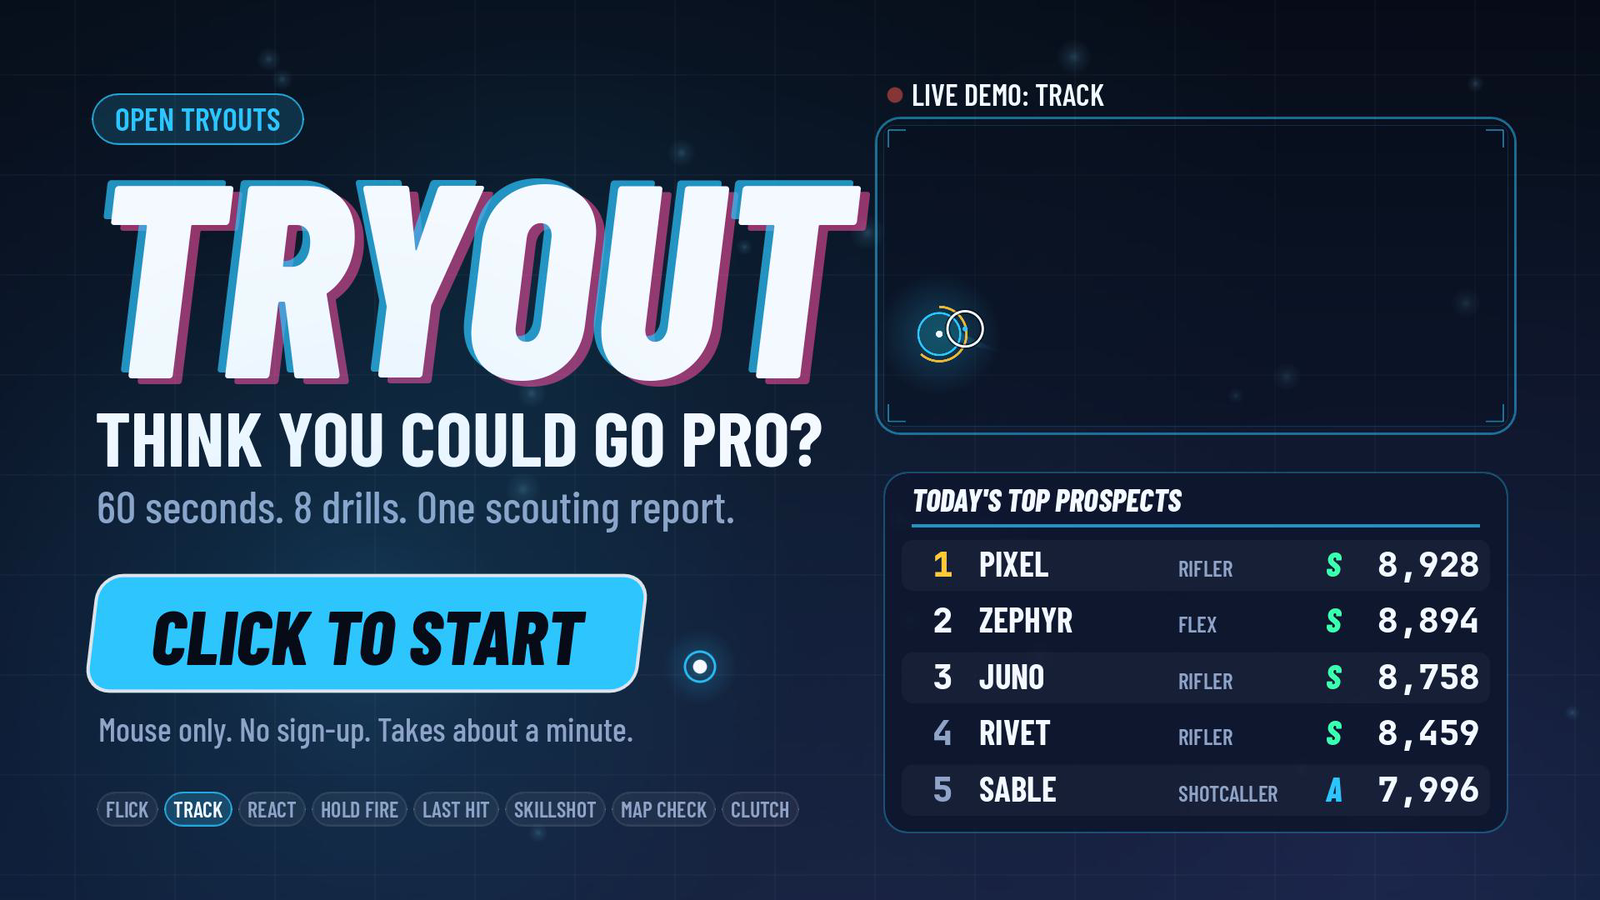 OPEN TRYOUTS
TRYOUT
THINK YOU COULD GO PRO?
60 seconds. 8 drills. One scouting report.
CLICK TO START
Mouse only. No sign-up. Takes about a minute.
FLICK TRACK REACT HOLD FIRE LAST HIT SKILLSHOT MAP CHECK CLUTCH
LIVE DEMO: TRACK
TODAY'S TOP PROSPECTS
1 PIXEL RIFLER S 8,928
2 ZEPHYR FLEX S 8,894
3 JUNO RIFLER S 8,758
4 RIVET RIFLER S 8,459
5 SABLE SHOTCALLER A 7,996